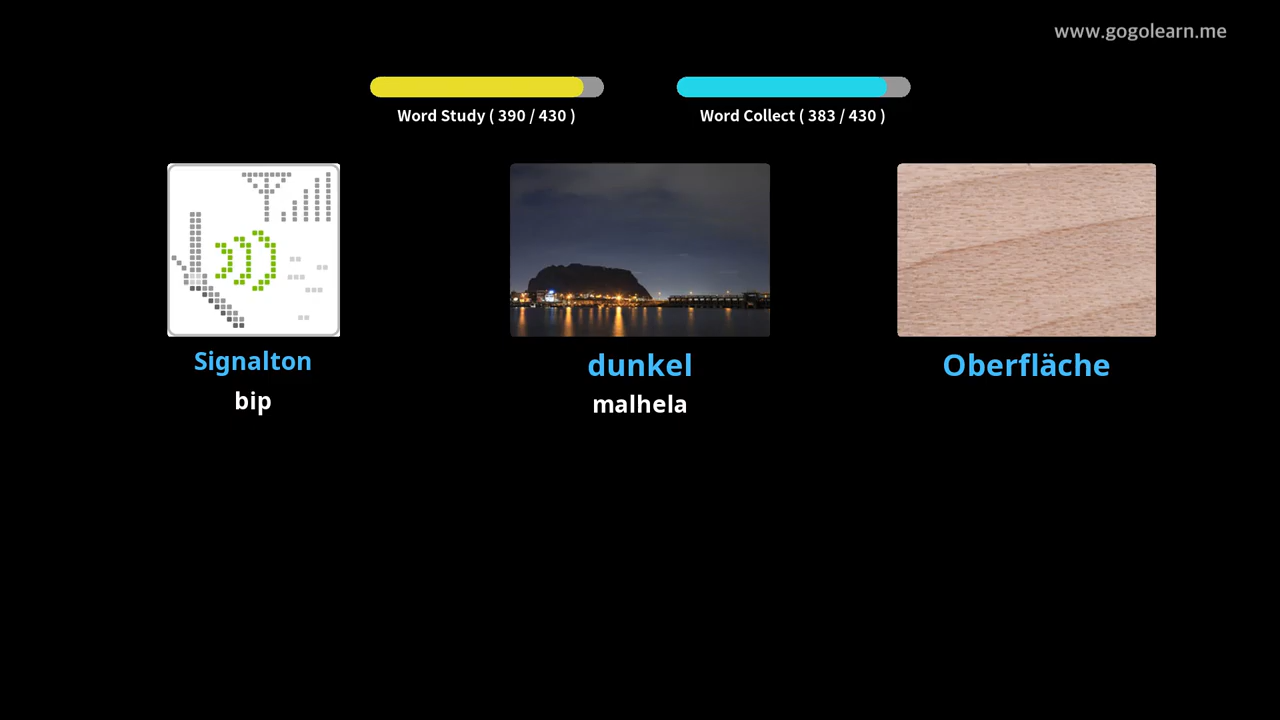 www.gogolearn.me
Word Study ( 390 / 430 )
Word Collect ( 383 / 430 )
Signalton
bip
dunkel
malhela
Oberfläche